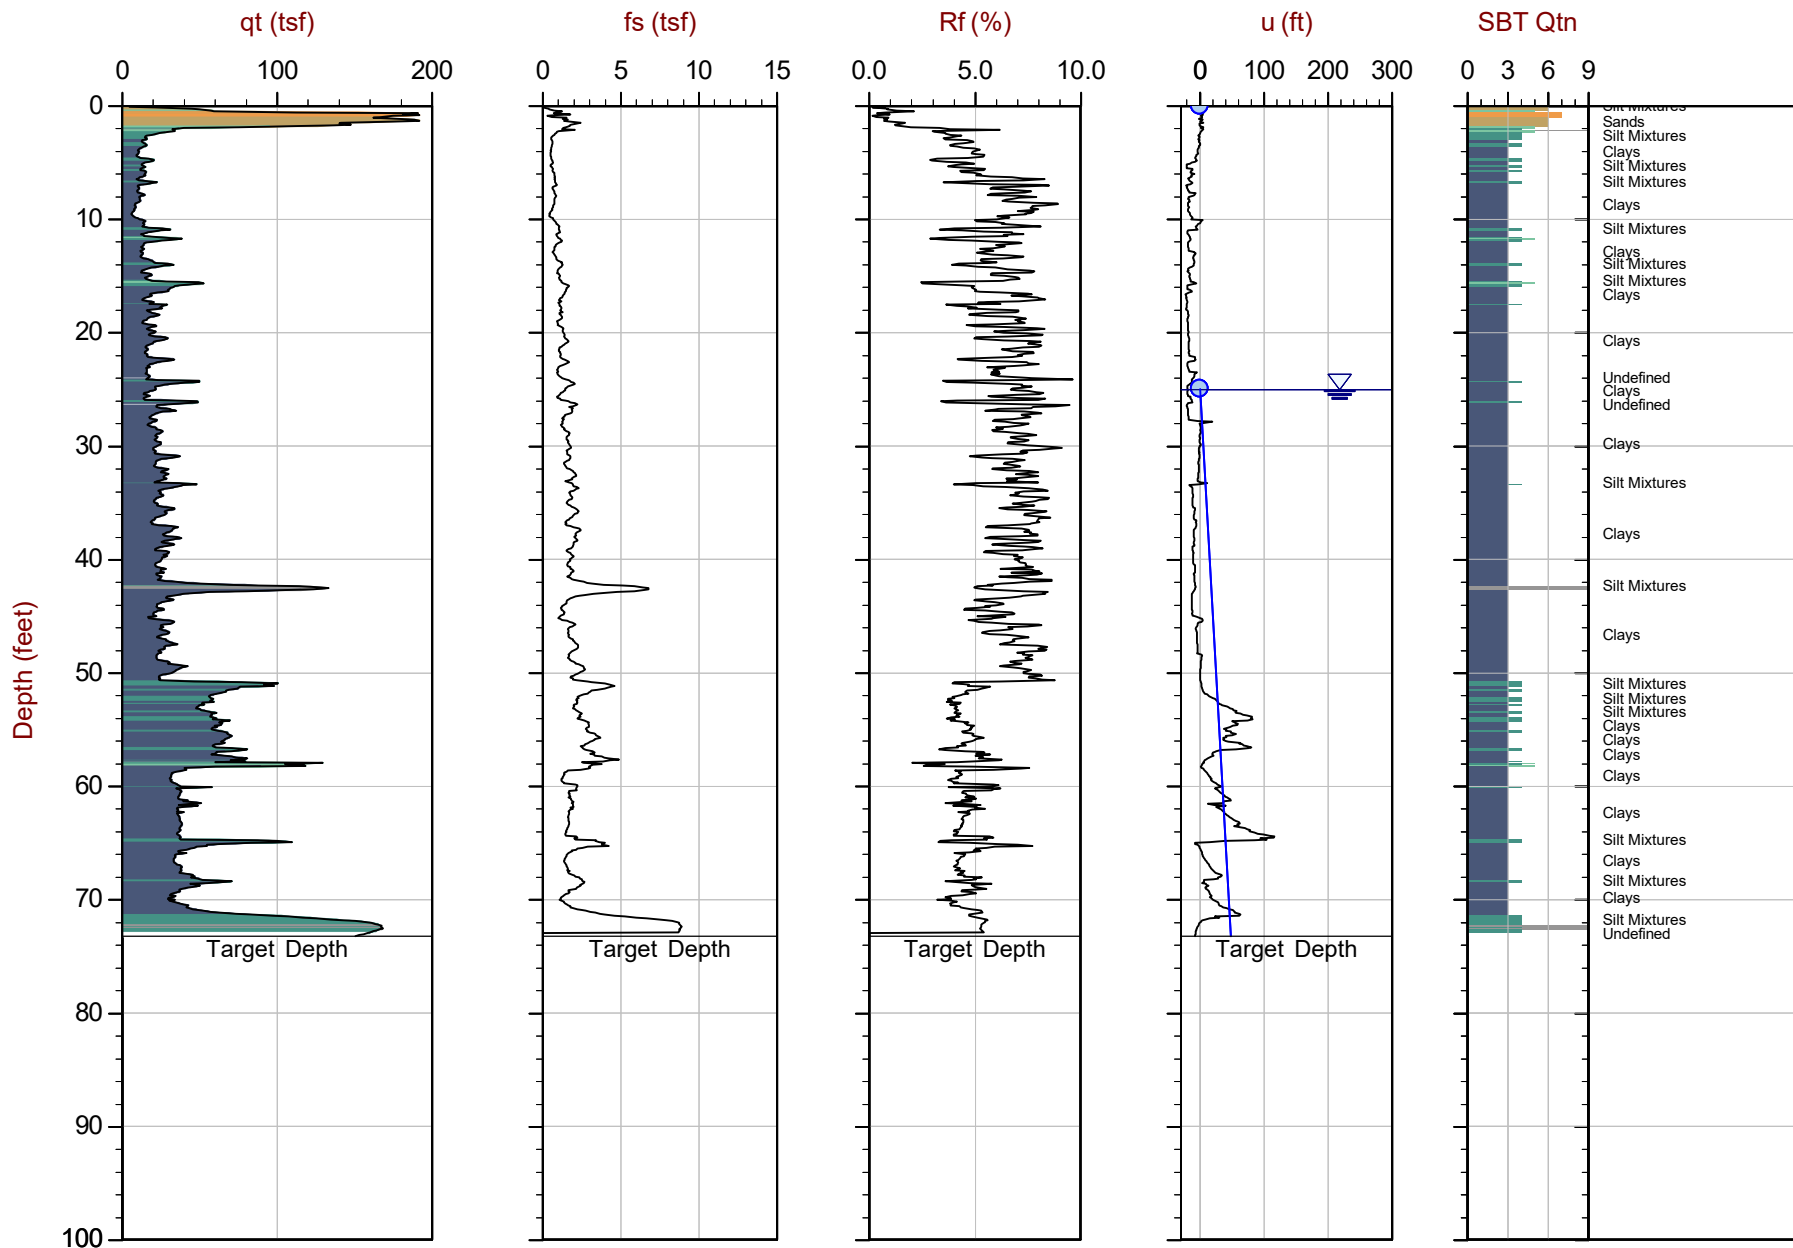 qt (tsf)
fs (tsf)
Rf (%)
u (ft)
SBT Qtn
0 100 200
0 5 10 15
0.0 5.0 10.0
0 100 200 300
0 3 6 9
Depth (feet)
0
10
20
30
40
50
60
70
80
90
100
Silt Mixtures
Sands
Silt Mixtures
Clays
Silt Mixtures
Silt Mixtures
Clays
Silt Mixtures
Clays
Silt Mixtures
Silt Mixtures
Clays
Clays
Undefined
Clays
Undefined
Clays
Silt Mixtures
Clays
Silt Mixtures
Clays
Silt Mixtures
Silt Mixtures
Silt Mixtures
Clays
Clays
Clays
Clays
Clays
Silt Mixtures
Clays
Silt Mixtures
Clays
Silt Mixtures
Undefined
Target Depth
Target Depth
Target Depth
Target Depth